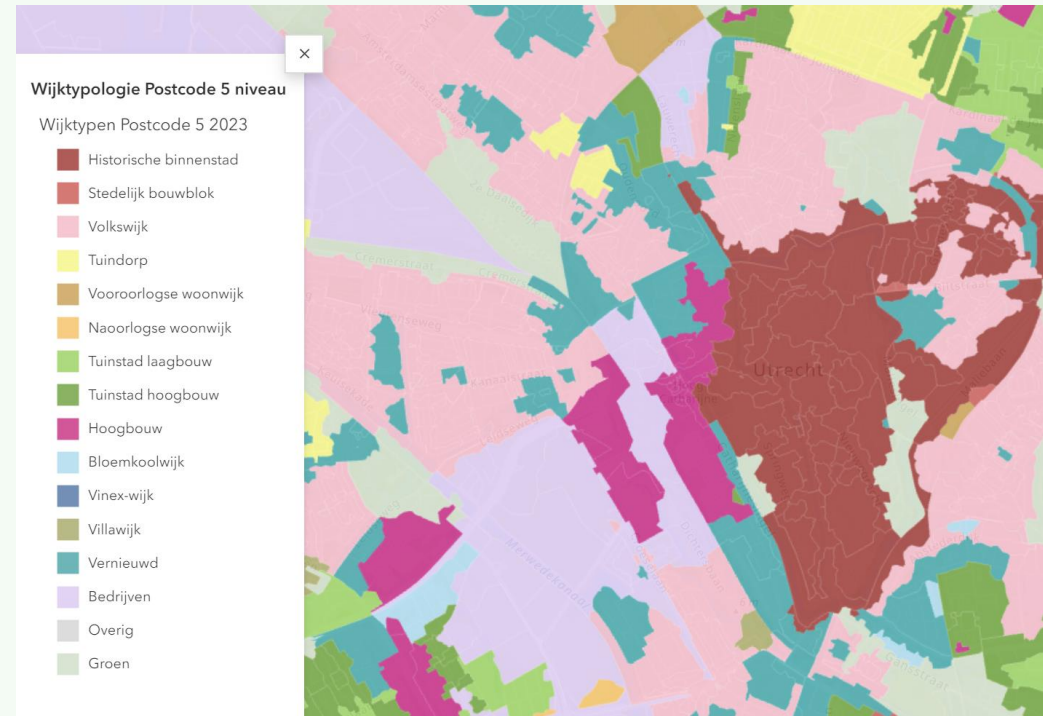 Wijktypologie Postcode 5 niveau
Wijktypen Postcode 5 2023
Historische binnenstad
Stedelijk bouwblok
Volkswijk
Tuindorp
Vooroorlogse woonwijk
Naoorlogse woonwijk
Tuinstad laagbouw
Tuinstad hoogbouw
Hoogbouw
Bloemkoolwijk
Vinex-wijk
Villawijk
Vernieuwd
Bedrijven
Overig
Groen
Cremerstraat
Utrecht